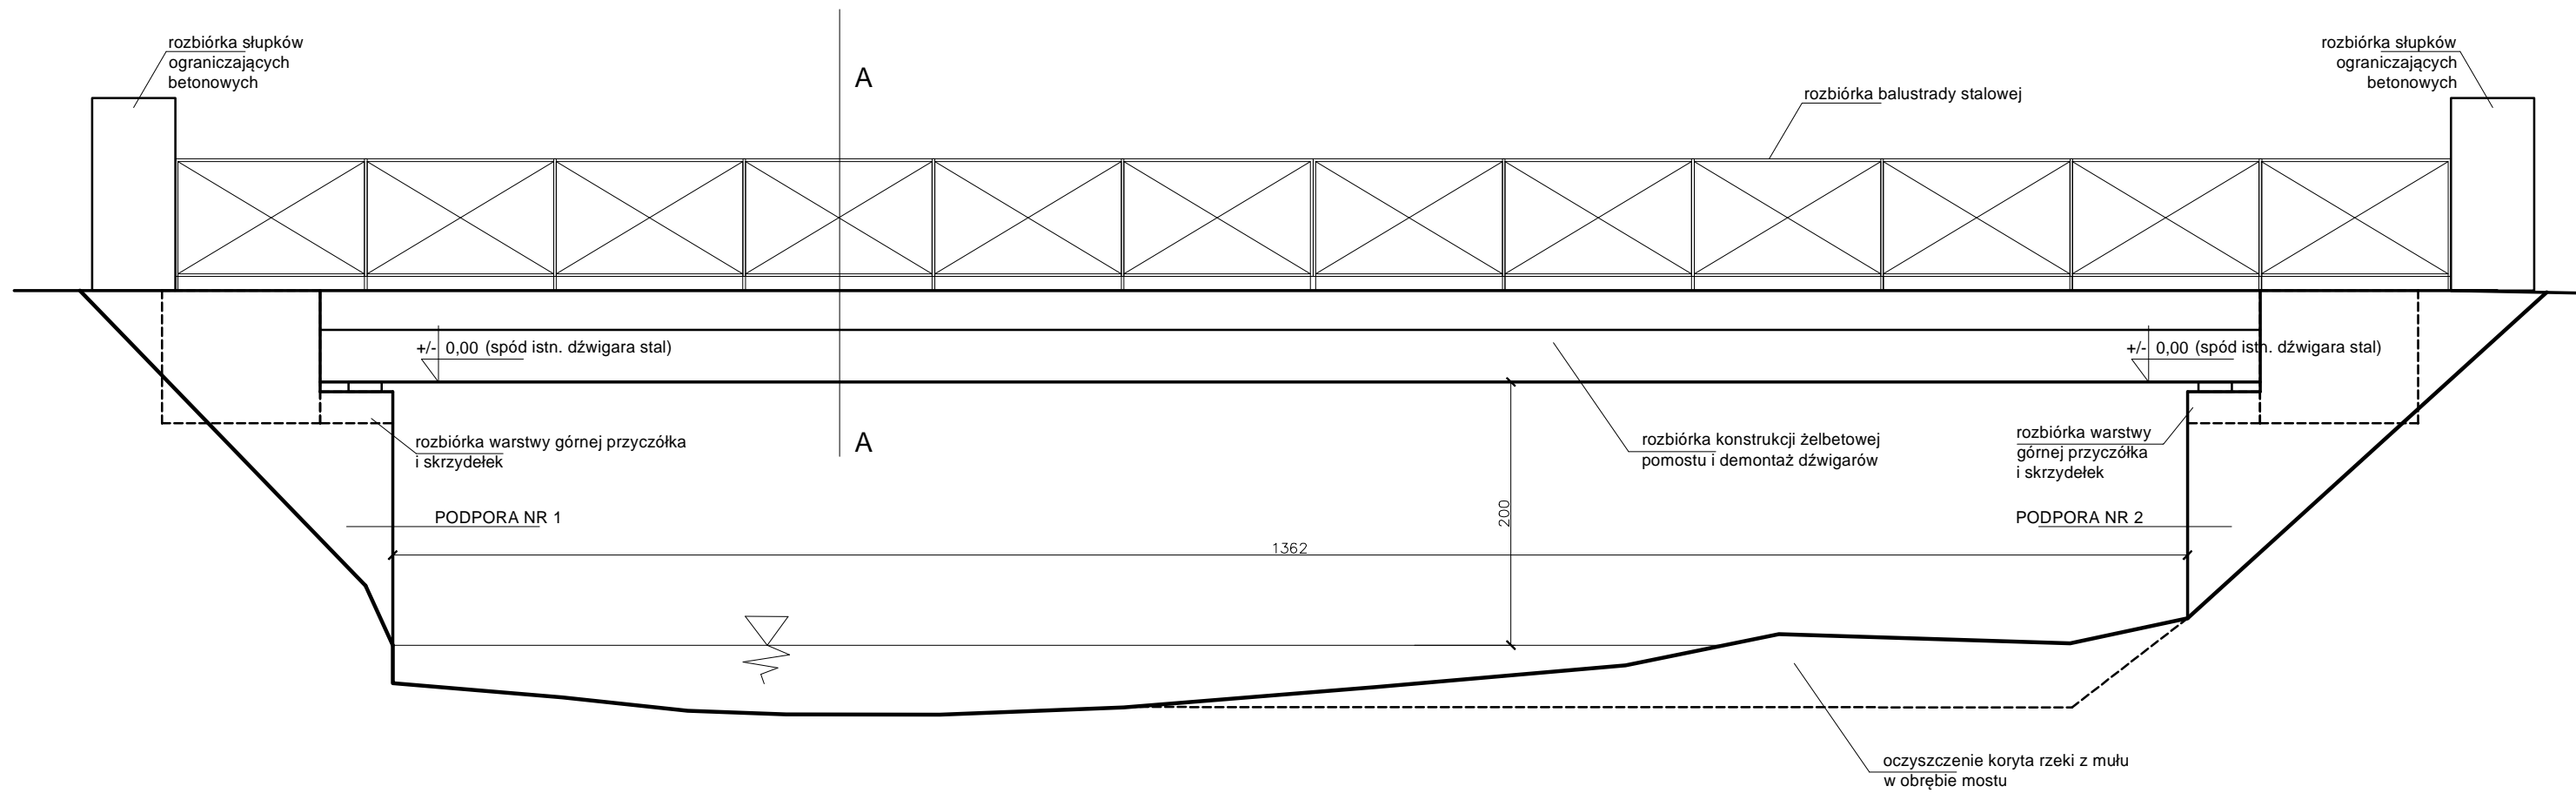 rozbiórka słupków
ograniczających
betonowych
A
rozbiórka słupków
ograniczających
betonowych
rozbiórka balustrady stalowej
+/- 0,00 (spód istn. dźwigara stal)
+/- 0,00 (spód istn. dźwigara stal)
rozbiórka warstwy górnej przyczółka
i skrzydełek
A
rozbiórka konstrukcji żelbetowej
pomostu i demontaż dźwigarów
rozbiórka warstwy
górnej przyczółka
i skrzydełek
PODPORA NR 1
200
PODPORA NR 2
1362
oczyszczenie koryta rzeki z mułu
w obrębie mostu